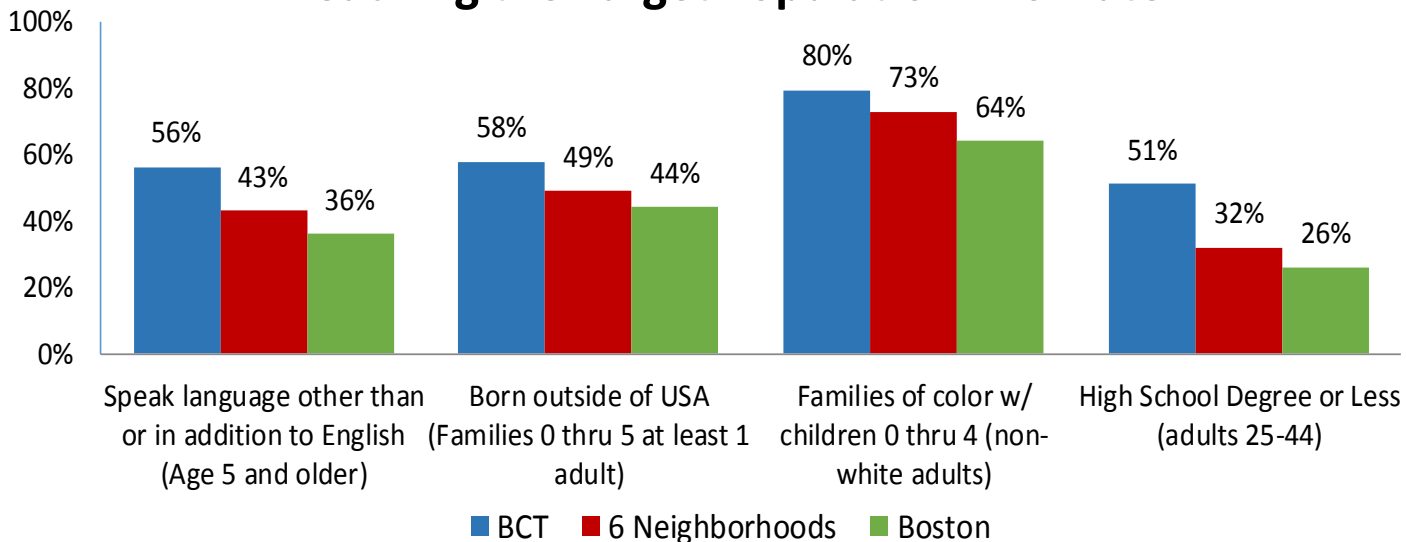 100%
80%
60%
40%
20%
0%
56%
43%
36%
58%
49%
44%
80%
73%
64%
51%
32%
26%
Speak language other than
or in addition to English
(Age 5 and older)
Born outside of USA
(Families 0 thru 5 at least 1
adult)
Families of color w/
children 0 thru 4 (non-
white adults)
High School Degree or Less
(adults 25-44)
BCT
6 Neighborhoods
Boston